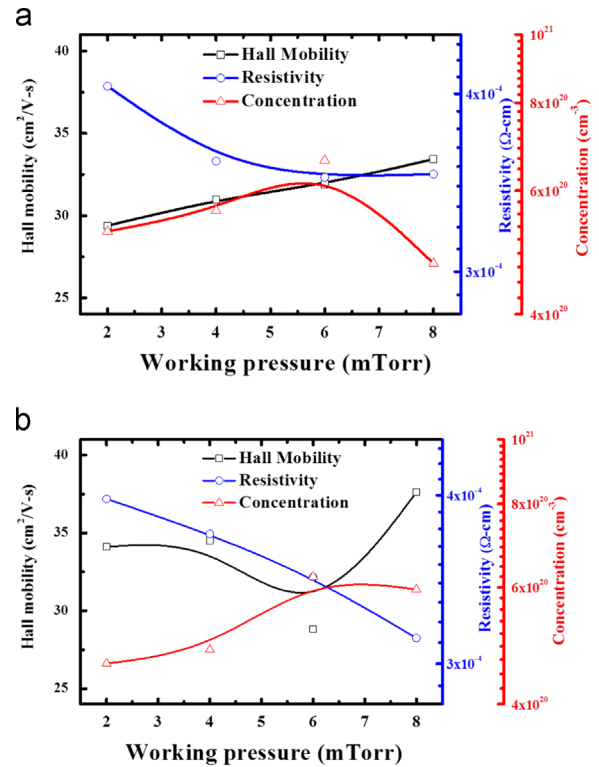 a
Hall Mobility
Resistivity
Concentration
40
35
30
25
Hall mobility (cm²/V-s)
2 3 4 5 6 7 8
Working pressure (mTorr)
4x10⁻⁴
3x10⁻⁴
Resistivity (Ω-cm)
10²¹
8x10²⁰
6x10²⁰
4x10²⁰
Concentration (cm⁻³)
b
Hall Mobility
Resistivity
Concentration
40
35
30
25
Hall mobility (cm²/V-s)
2 3 4 5 6 7 8
Working pressure (mTorr)
4x10⁻⁴
3x10⁻⁴
Resistivity (Ω-cm)
10²¹
8x10²⁰
6x10²⁰
4x10²⁰
Concentration (cm⁻³)